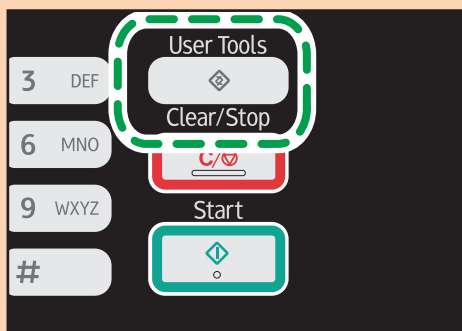 User Tools
3 DEF
Clear/Stop
6 MNO
C/
9 WXYZ
Start
#